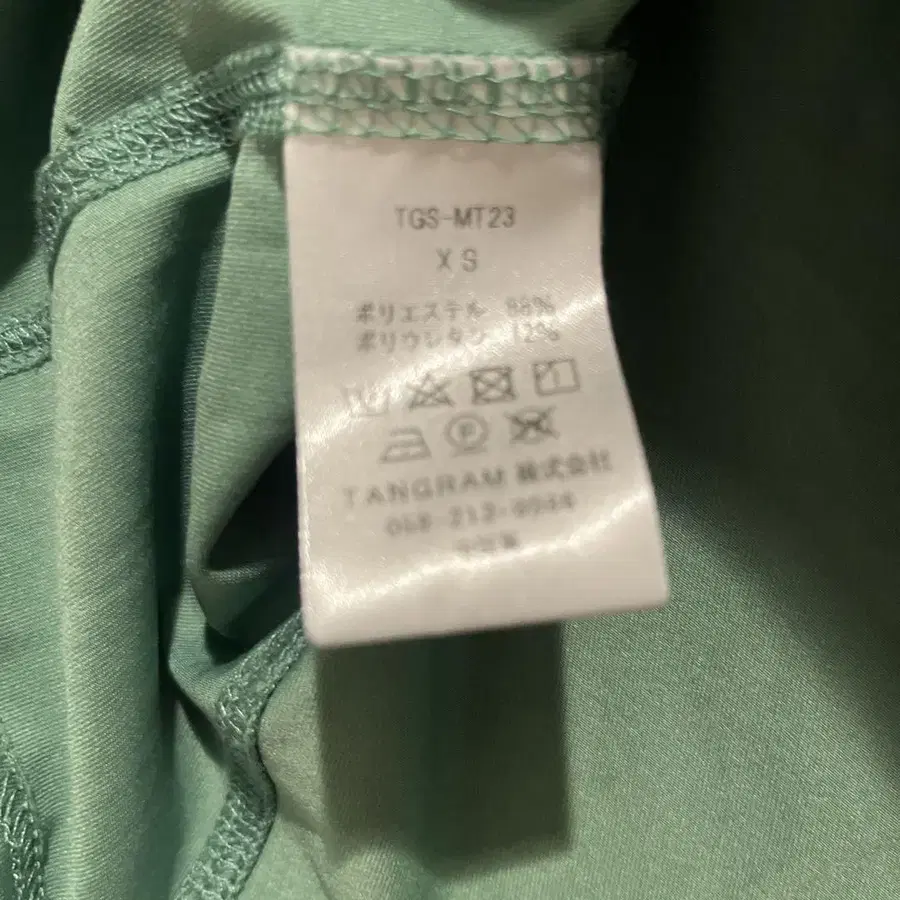 TGS-MT23
XS
ポリエステル 88%
ポリウレタン 12%
P
TANGRAM 株式会社